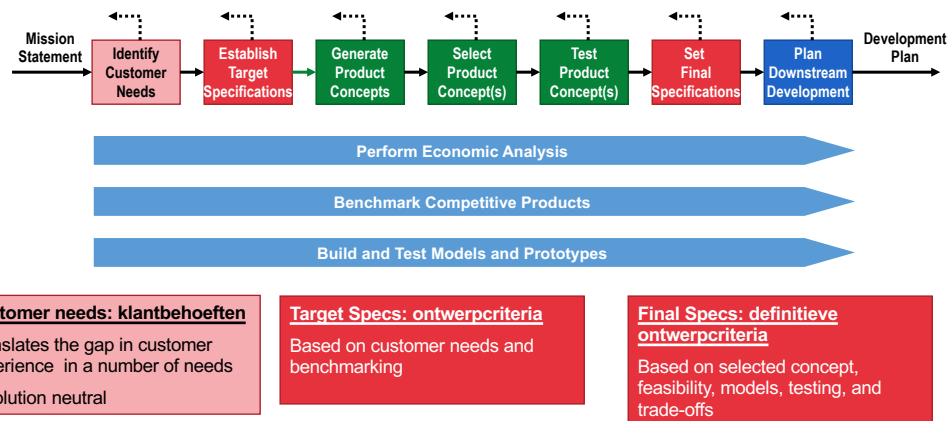 Mission
Statement
Identify
Customer
Needs
Establish
Target
Specifications
Generate
Product
Concepts
Select
Product
Concept(s)
Test
Product
Concept(s)
Set
Final
Specifications
Plan
Downstream
Development
Development
Plan
Perform Economic Analysis
Benchmark Competitive Products
Build and Test Models and Prototypes
tomer needs: klantbehoeften
nslates the gap in customer
erience in a number of needs
olution neutral
Target Specs: ontwerpcriteria
Based on customer needs and
benchmarking
Final Specs: definitieve
ontwerpcriteria
Based on selected concept,
feasibility, models, testing, and
trade-offs